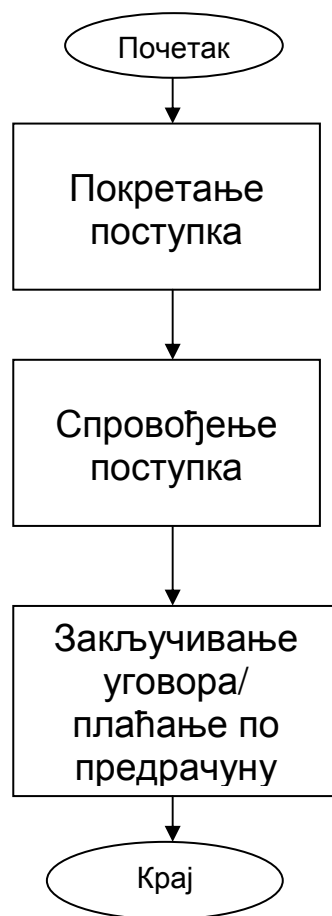 Почетак
Покретање
поступка
Спровођење
поступка
Закључивање
уговора/
плаћање по
предрачуну
Крај